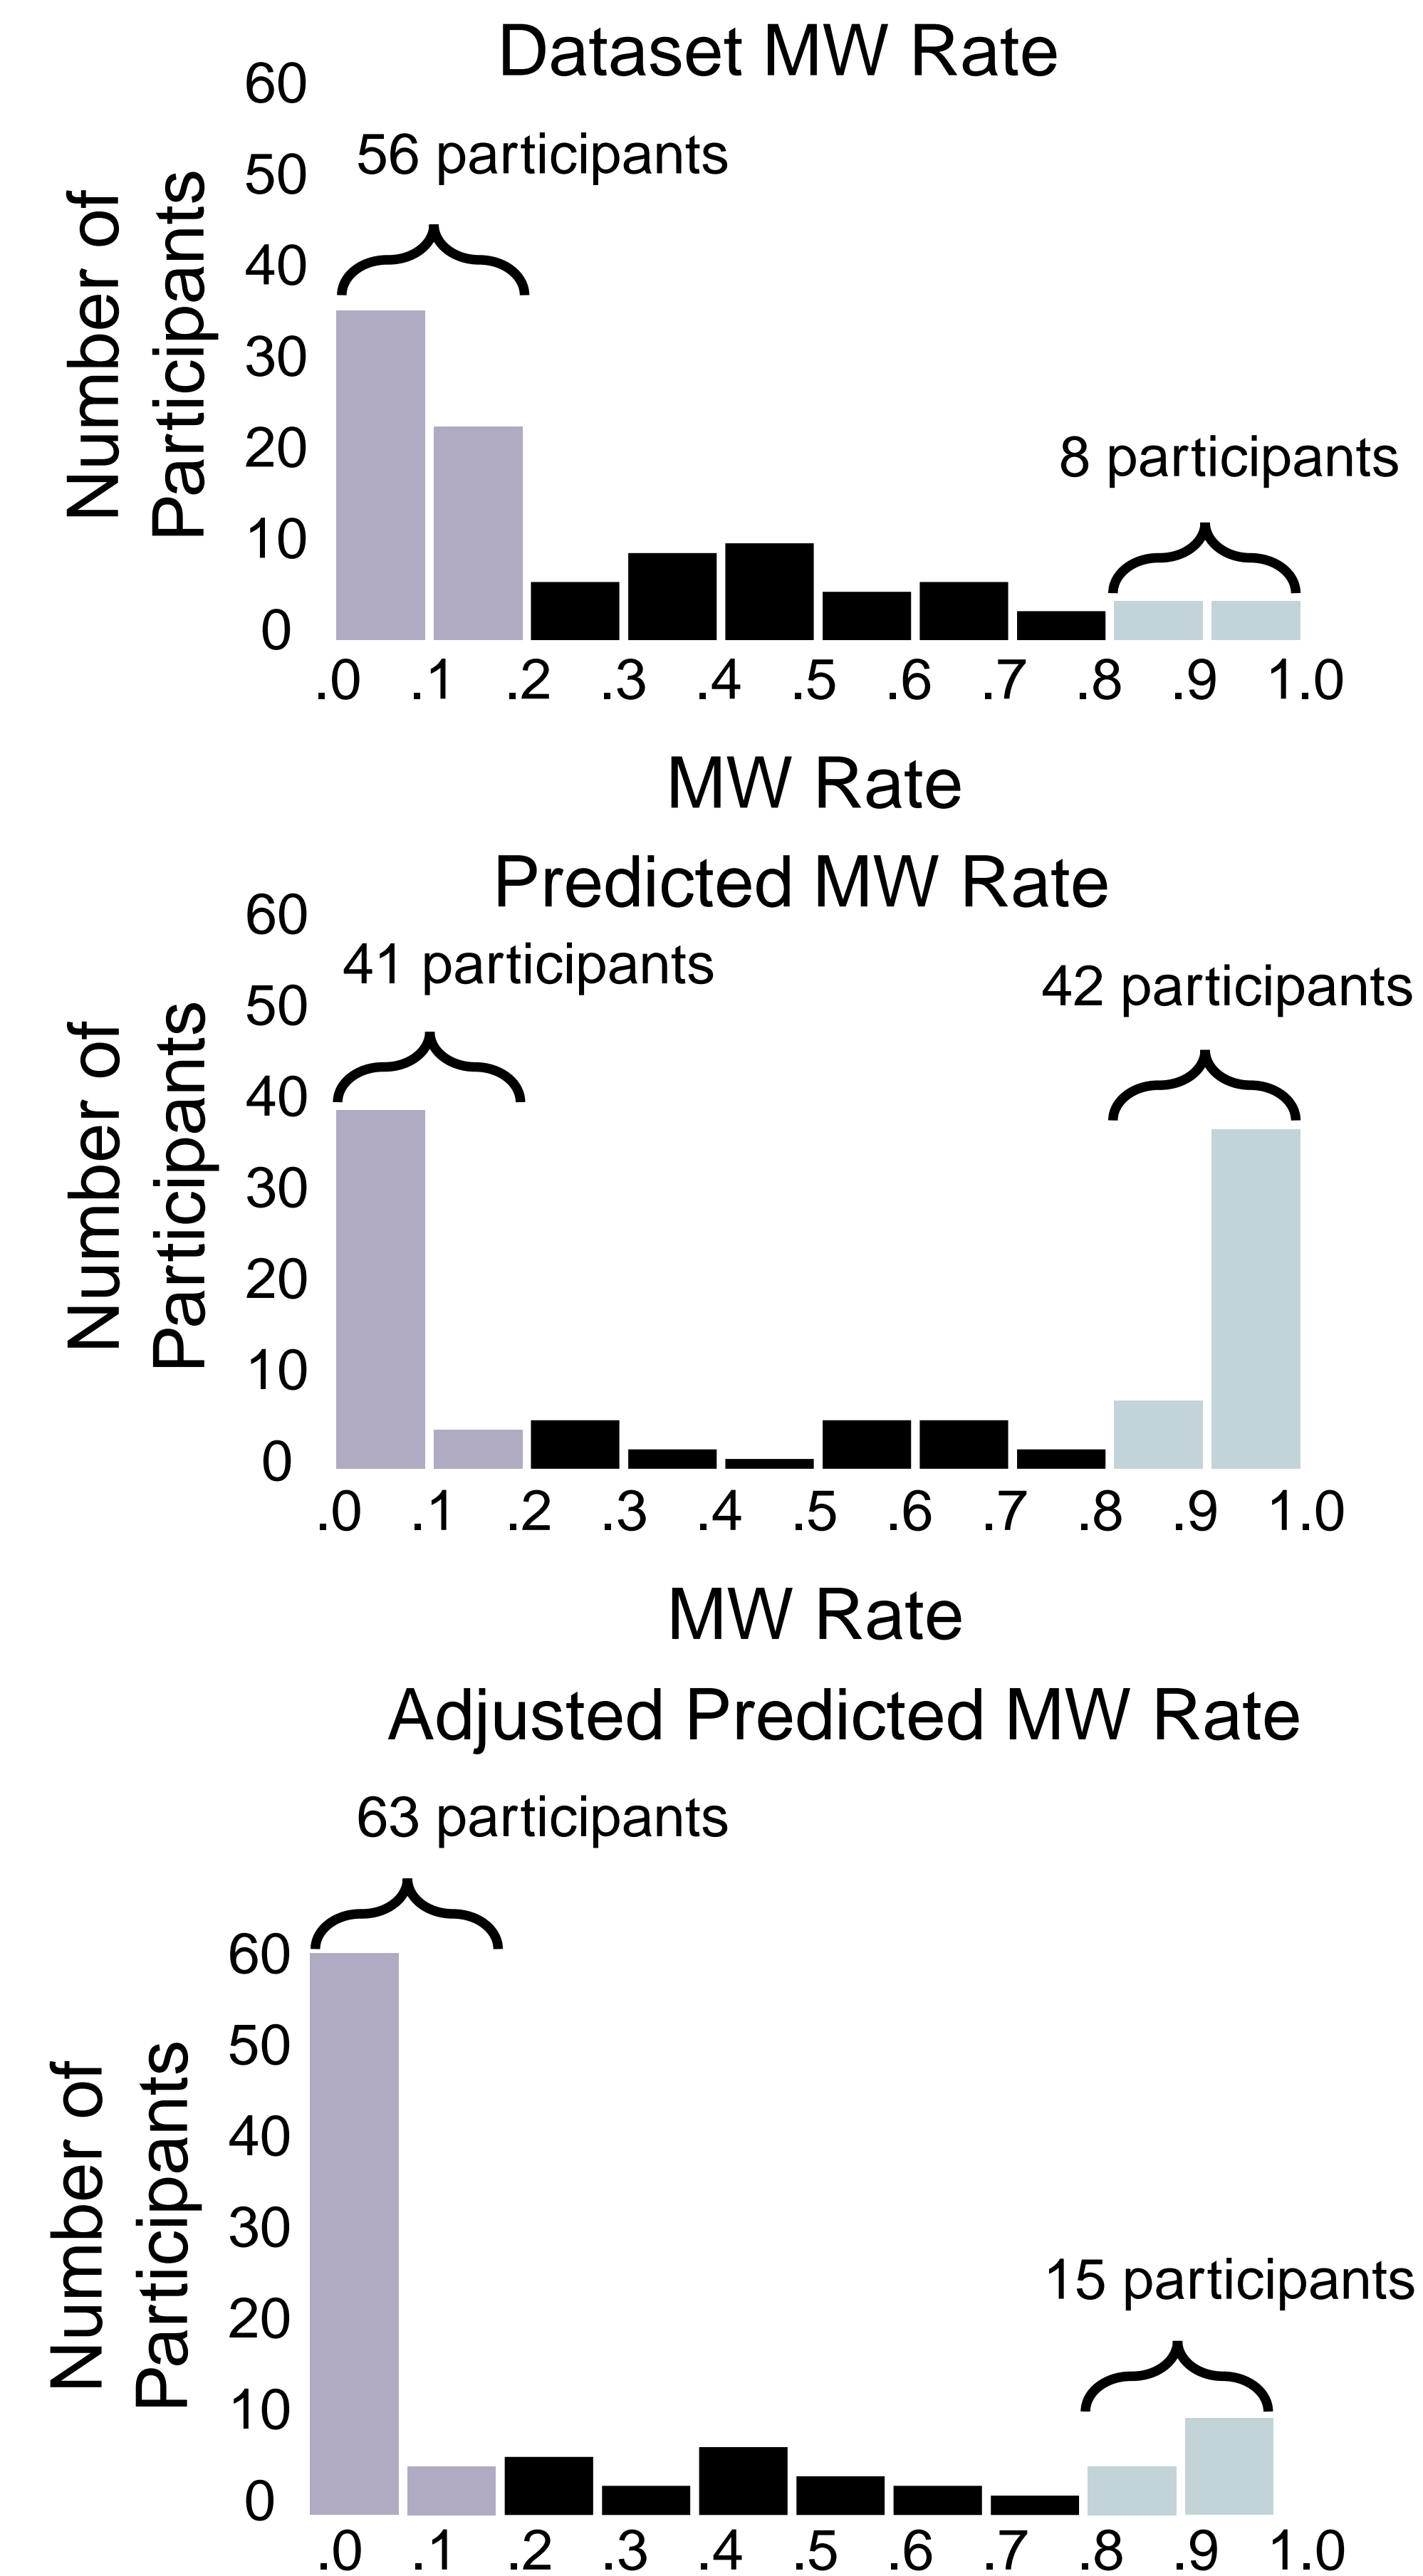 Dataset MW Rate
60
56 participants
50
40
30
20
10
0
Number of
Participants
8 participants
.0 .1 .2 .3 .4 .5 .6 .7 .8 .9 1.0
MW Rate
Predicted MW Rate
60
41 participants
42 participants
50
40
30
20
10
0
Number of
Participants
.0 .1 .2 .3 .4 .5 .6 .7 .8 .9 1.0
MW Rate
Adjusted Predicted MW Rate
63 participants
60
50
40
30
20
10
0
Number of
Participants
15 participants
.0 .1 .2 .3 .4 .5 .6 .7 .8 .9 1.0